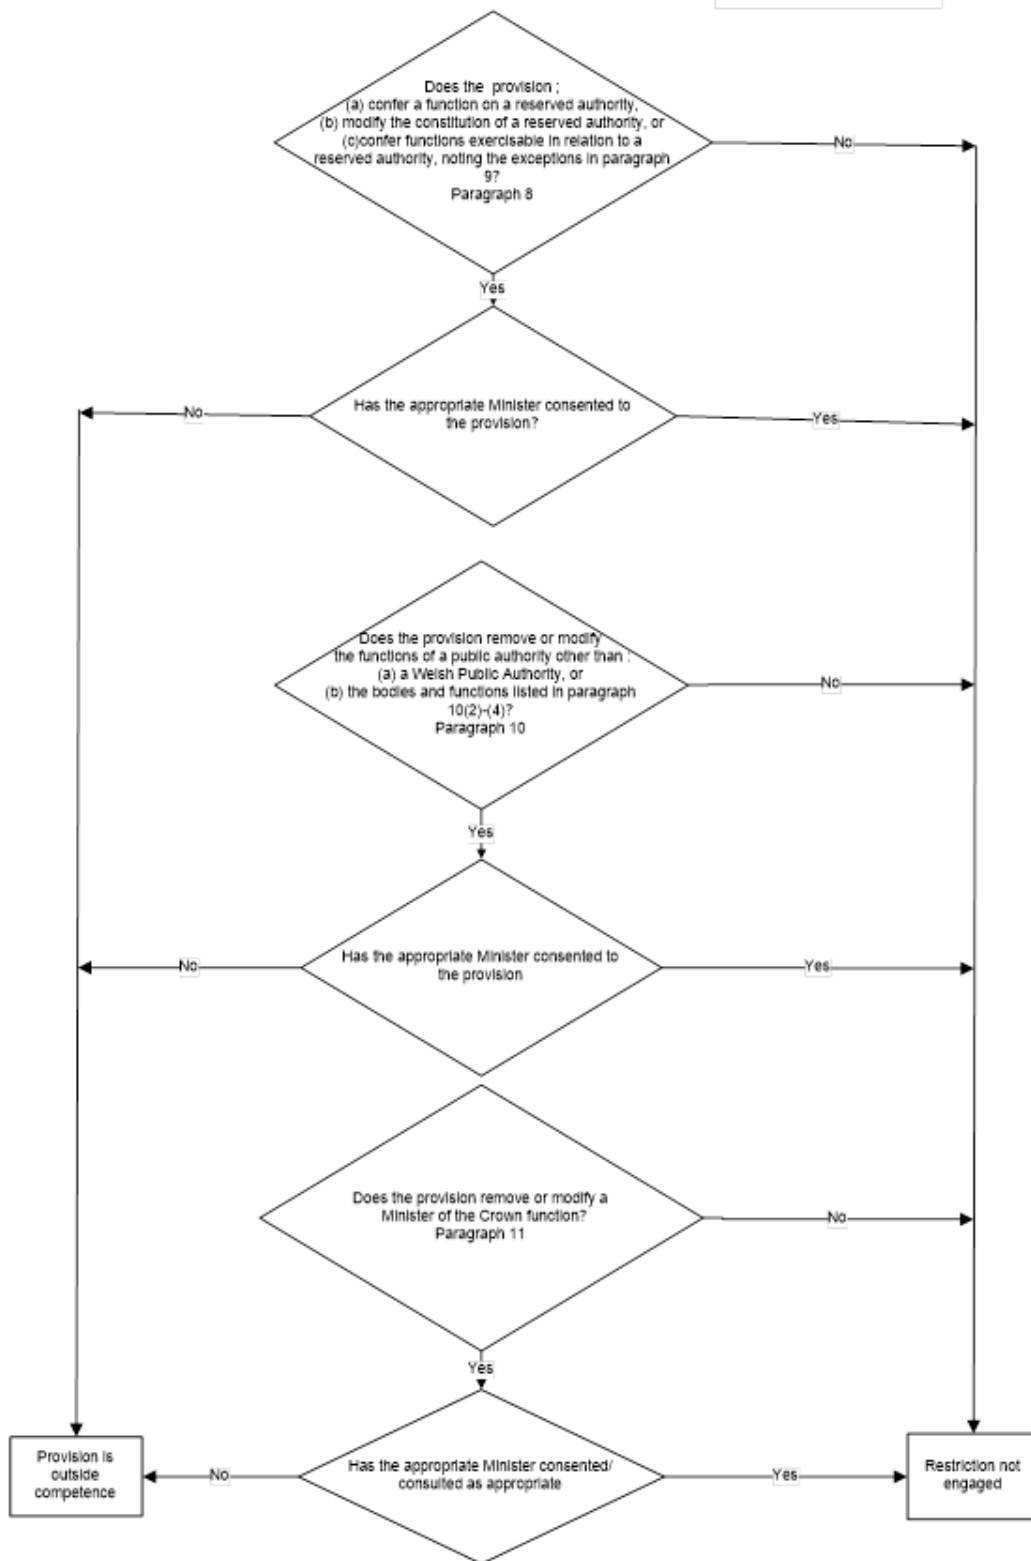 Does the provision ;
(a) confer a function on a reserved authority,
(b) modify the constitution of a reserved authority, or
(c)confer functions exercisable in relation to a
reserved authority, noting the exceptions in paragraph
9?
Paragraph 8
No
Yes
Has the appropriate Minister consented to
the provision?
No
Yes
Does the provision remove or modify
the functions of a public authority other than :
(a) a Welsh Public Authority, or
(b) the bodies and functions listed in paragraph
10(2)-(4)?
Paragraph 10
No
Yes
Has the appropriate Minister consented to
the provision
No
Yes
Does the provision remove or modify a
Minister of the Crown function?
Paragraph 11
No
Yes
Has the appropriate Minister consented/
consulted as appropriate
No
Yes
Provision is
outside
competence
Restriction not
engaged